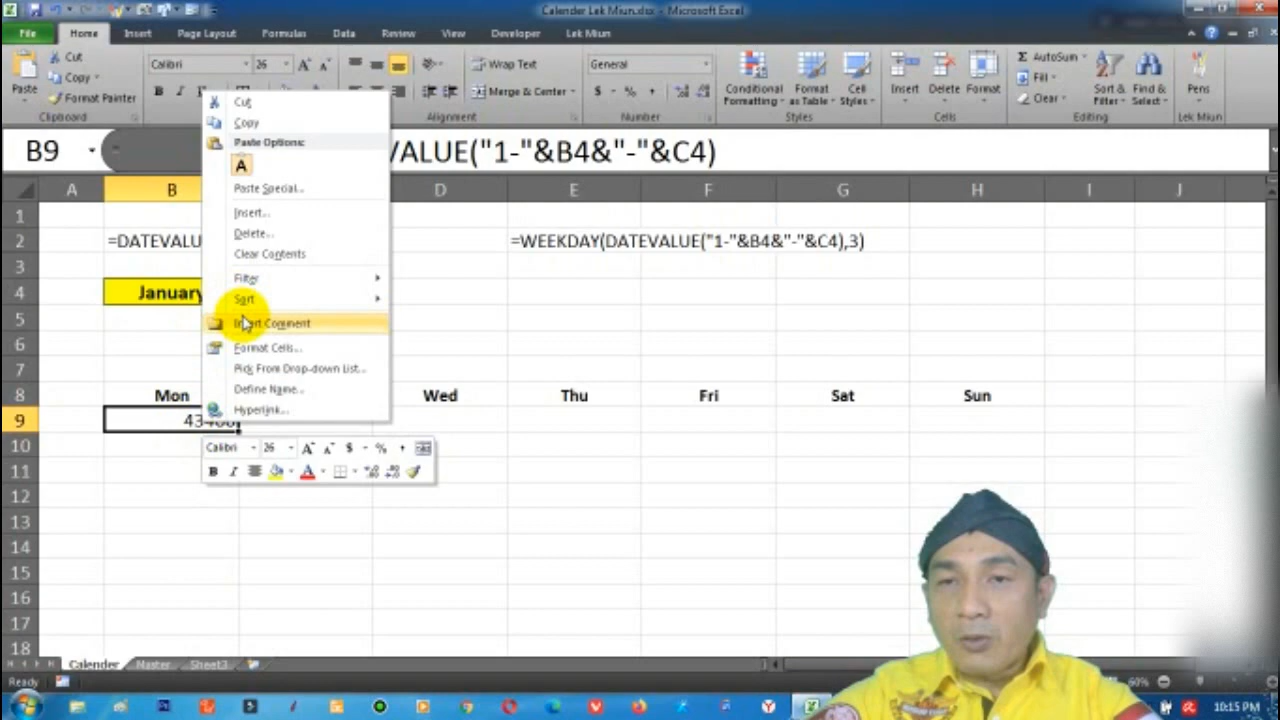 Calender Lek Miun.xlsx - Microsoft Excel
File Home Insert Page Layout Formulas Data Review View Developer Lek Miun
Cut
Copy
Format Painter
Paste
Clipboard
Calibri 26 A A
B I
Wrap Text
Merge & Center
Alignment
General
$ % ,
Number
Conditional Formatting
Format as Table
Cell Styles
Styles
Insert Delete Format
Cells
Σ AutoSum
Fill
Clear
Sort & Filter
Find & Select
Editing
Pens
Lek Miun
B9 VALUE("1-"&B4&"-"&C4)
A B D E F G H I J
1
2 =DATEVALU =WEEKDAY(DATEVALUE("1-"&B4&"-"&C4),3)
3
4 January
5
6
7
8 Mon Wed Thu Fri Sat Sun
9
10
11
12
13
14
15
16
17
18
Cut
Copy
Paste Options:
A
Paste Special...
Insert...
Delete...
Clear Contents
Filter
Sort
Insert Comment
Format Cells...
Pick From Drop-down List...
Define Name...
Hyperlink...
Calibri 26 A A $ % ,
B I A
Calender Master Sheet3
Ready 60%
10:15 PM